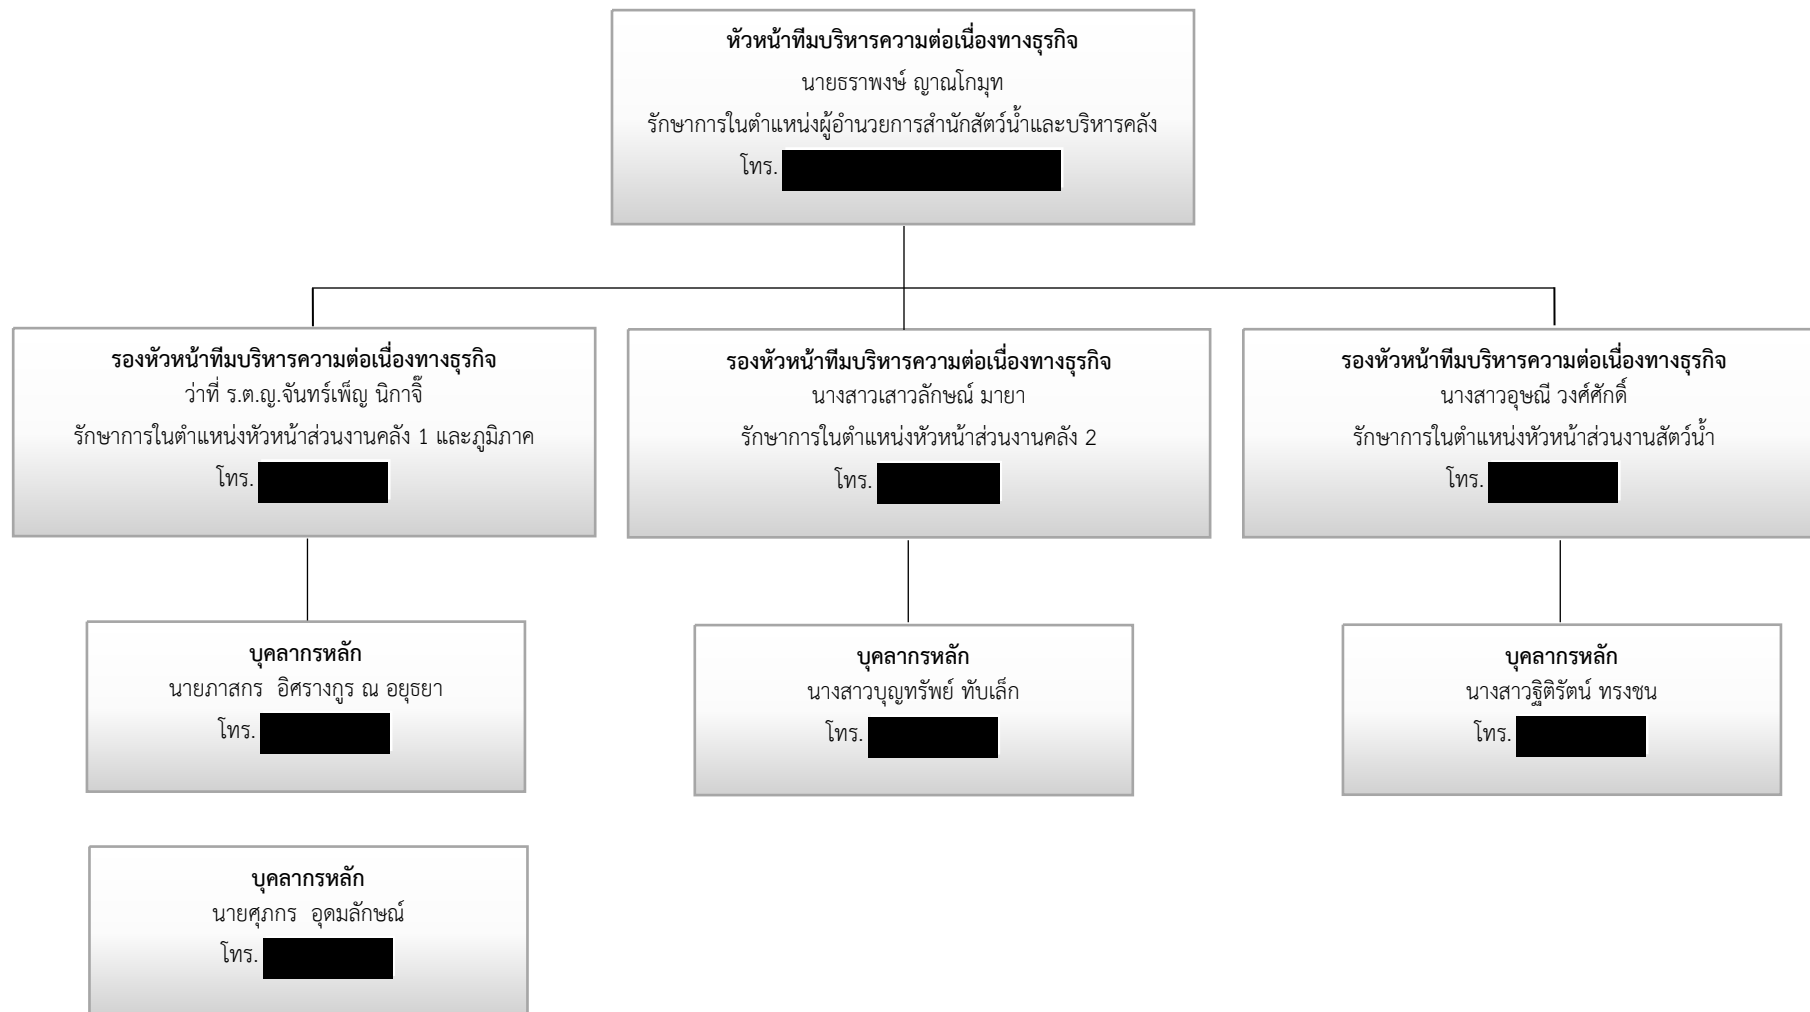 หัวหน้าทีมบริหารความต่อเนื่องทางธุรกิจ
นายธราพงษ์ ญาณโกมุท
รักษาการในตำแหน่งผู้อำนวยการสำนักสัตว์น้ำและบริหารคลัง
โทร.
รองหัวหน้าทีมบริหารความต่อเนื่องทางธุรกิจ
ว่าที่ ร.ต.ญ.จันทร์เพ็ญ นิกาจิ๊
รักษาการในตำแหน่งหัวหน้าส่วนงานคลัง 1 และภูมิภาค
โทร.
รองหัวหน้าทีมบริหารความต่อเนื่องทางธุรกิจ
นางสาวเสาวลักษณ์ มายา
รักษาการในตำแหน่งหัวหน้าส่วนงานคลัง 2
โทร.
รองหัวหน้าทีมบริหารความต่อเนื่องทางธุรกิจ
นางสาวอุษณี วงศ์ศักดิ์
รักษาการในตำแหน่งหัวหน้าส่วนงานสัตว์น้ำ
โทร.
บุคลากรหลัก
นายภาสกร  อิศรางกูร ณ อยุธยา
โทร.
บุคลากรหลัก
นางสาวบุญทรัพย์ ทับเล็ก
โทร.
บุคลากรหลัก
นางสาวฐิติรัตน์ ทรงชน
โทร.
บุคลากรหลัก
นายศุภกร  อุดมลักษณ์
โทร.